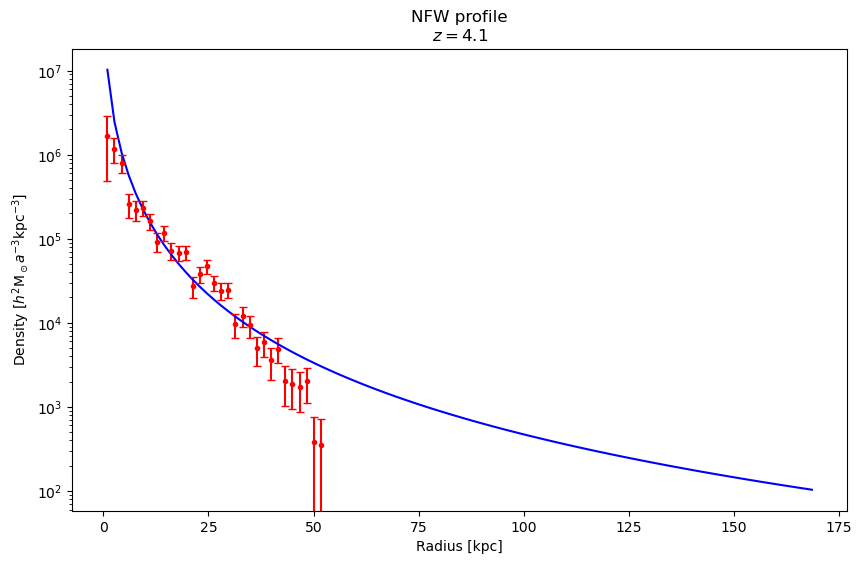 NFW profile
z = 4.1
10⁷
10⁶
10⁵
10⁴
10³
10²
Density [h²M⊙a⁻³kpc⁻³]
0 25 50 75 100 125 150 175
Radius [kpc]